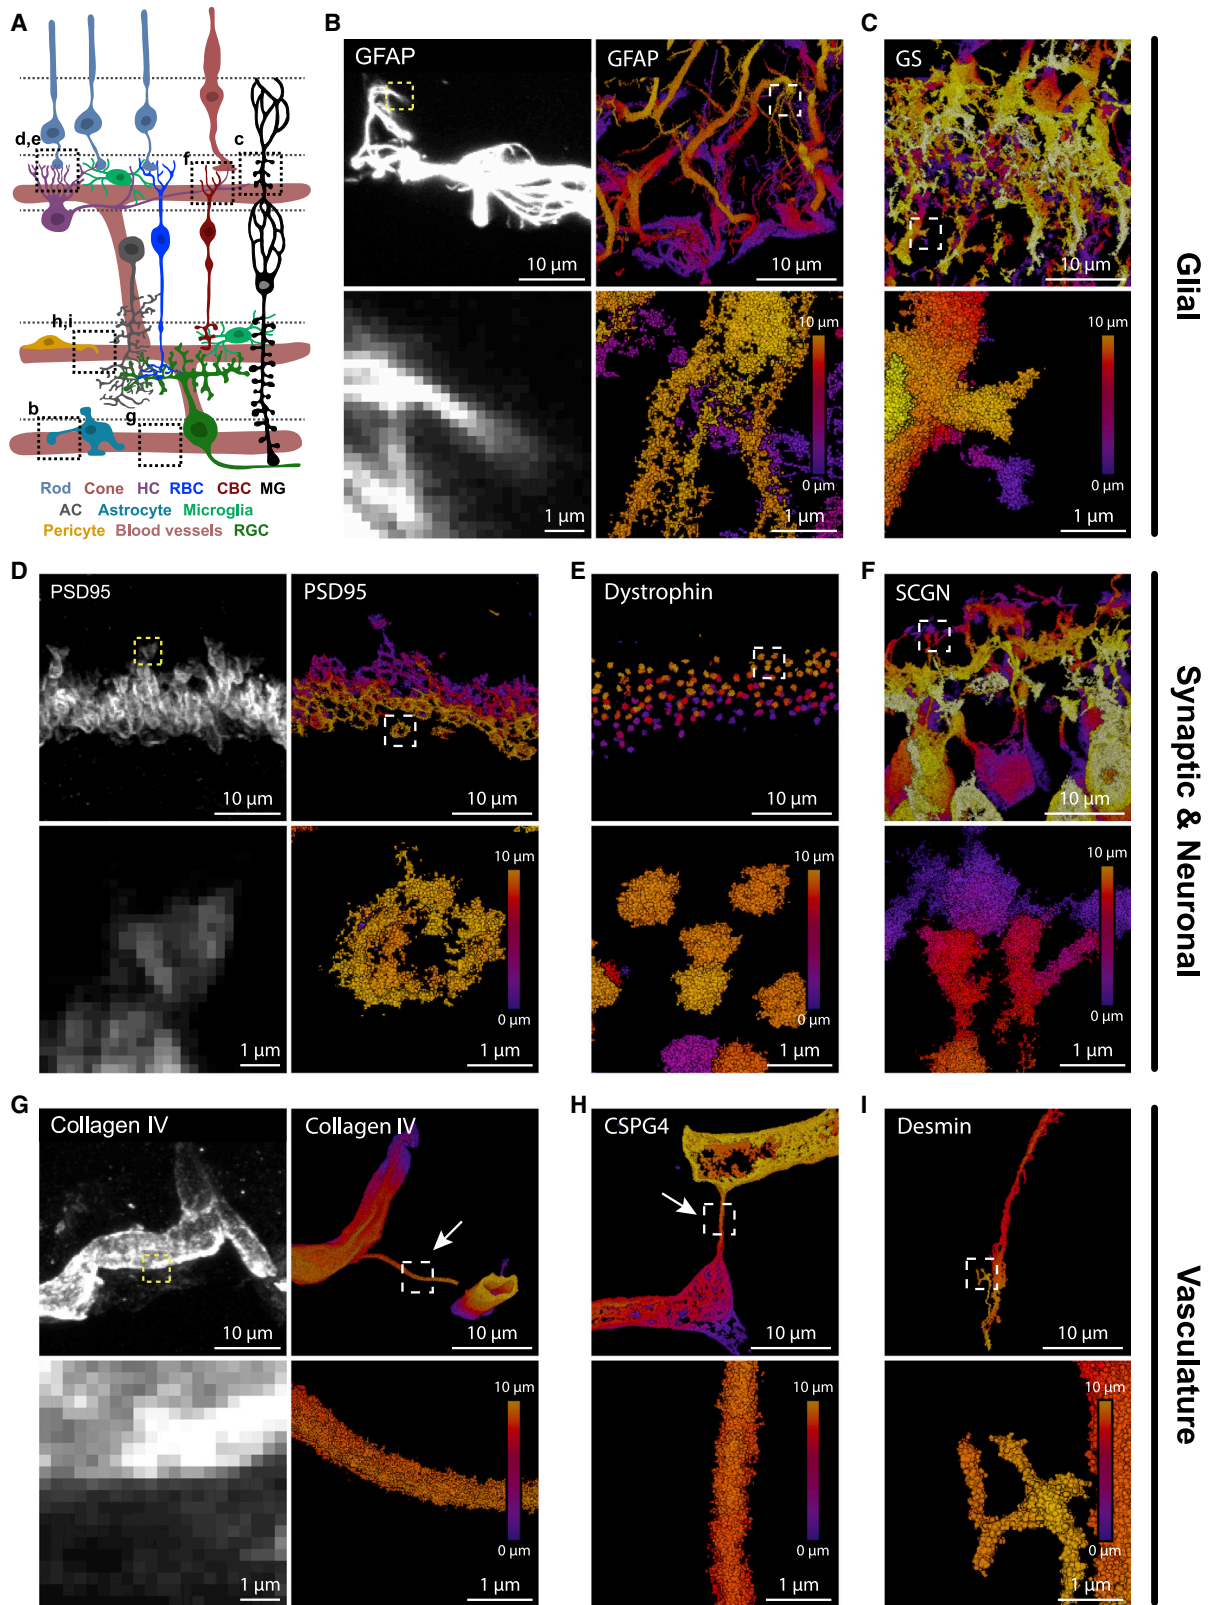 A
d,e
f
c
h,i
b
g
Rod Cone HC RBC CBC MG
AC Astrocyte Microglia
Pericyte Blood vessels RGC
B
GFAP
10 µm
GFAP
10 µm
1 µm
10 µm
0 µm
1 µm
C
GS
10 µm
10 µm
0 µm
1 µm
Glial
D
PSD95
10 µm
PSD95
10 µm
1 µm
10 µm
0 µm
1 µm
E
Dystrophin
10 µm
10 µm
0 µm
1 µm
F
SCGN
10 µm
10 µm
0 µm
1 µm
Synaptic & Neuronal
G
Collagen IV
10 µm
Collagen IV
10 µm
1 µm
10 µm
0 µm
1 µm
H
CSPG4
10 µm
10 µm
0 µm
1 µm
I
Desmin
10 µm
10 µm
0 µm
1 µm
Vasculature